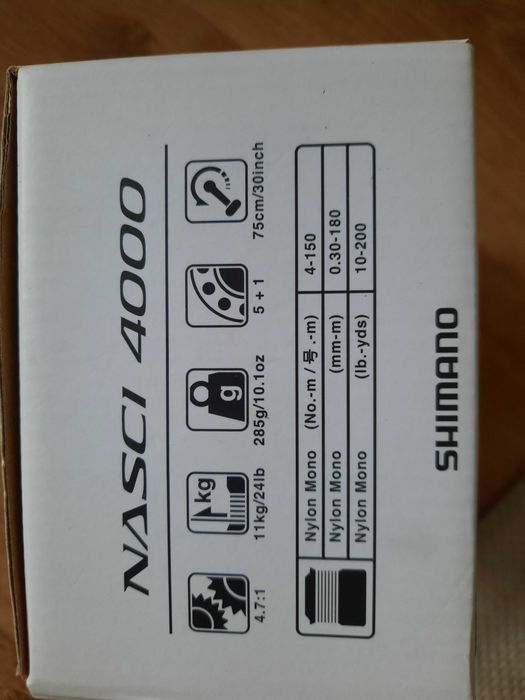 NASCI 4000
4.7:1
kg
11kg/24lb
g
285g/10.1oz
5 + 1
75cm/30inch
Nylon Mono (No.-m / 号.-m) 4-150
Nylon Mono (mm-m) 0.30-180
Nylon Mono (lb.-yds) 10-200
SHIMANO